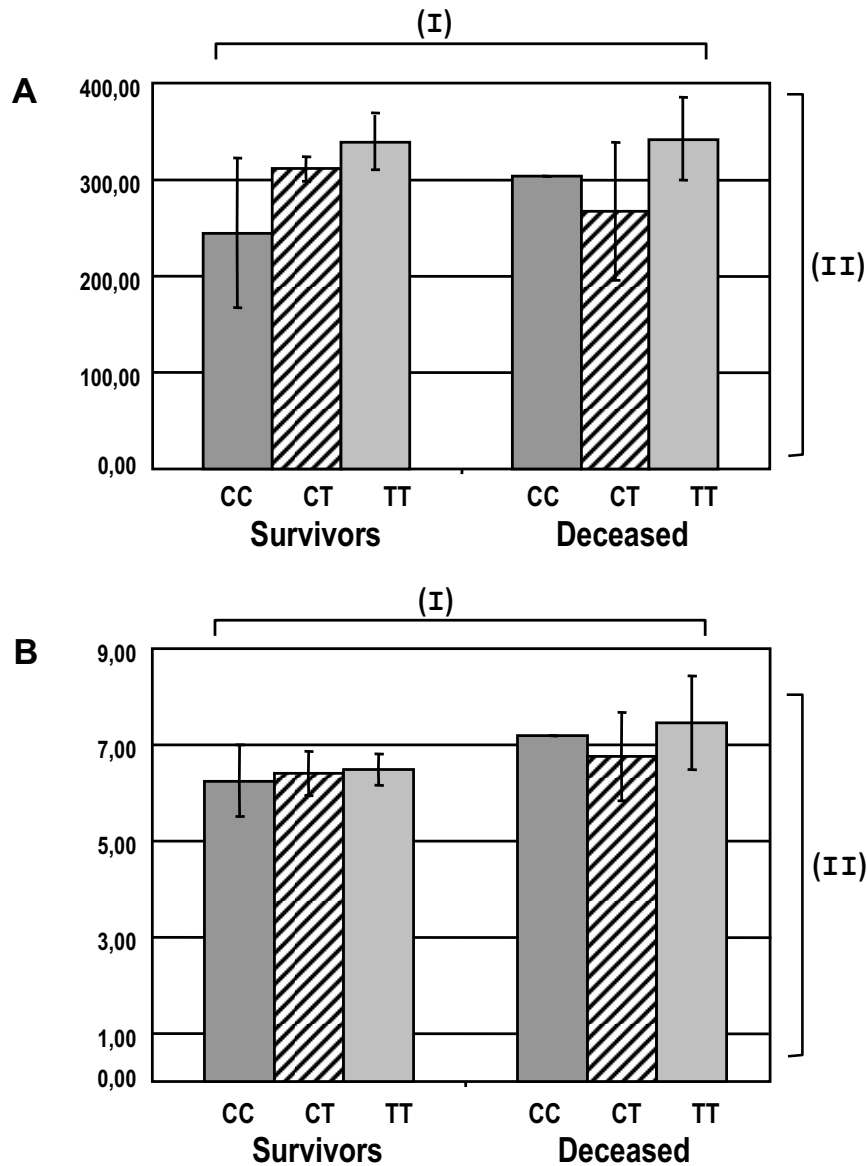 (I)
A
400,00
300,00
200,00
100,00
0,00
(II)
CC CT TT CC CT TT
Survivors Deceased
(I)
B
9,00
7,00
5,00
3,00
1,00
0,00
(II)
CC CT TT CC CT TT
Survivors Deceased